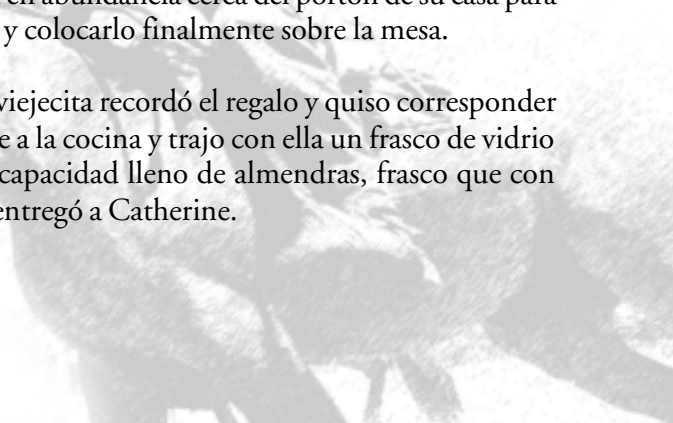 en abundancia cerca del portón de su casa para
y colocarlo finalmente sobre la mesa.
viejecita recordó el regalo y quiso corresponder
e a la cocina y trajo con ella un frasco de vidrio
capacidad lleno de almendras, frasco que con
entregó a Catherine.